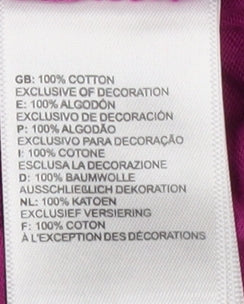 GB: 100% COTTON
EXCLUSIVE OF DECORATION
E: 100% ALGODÓN
EXCLUSIVO DE DECORACIÓN
P: 100% ALGODÃO
EXCLUSIVO PARA DECORAÇÃO
I: 100% COTONE
ESCLUSA LA DECORAZIONE
D: 100% BAUMWOLLE
AUSSCHLIEßLICH DEKORATION
NL: 100% KATOEN
EXCLUSIEF VERSIERING
F: 100% COTON
À L'EXCEPTION DES DÉCORATIONS